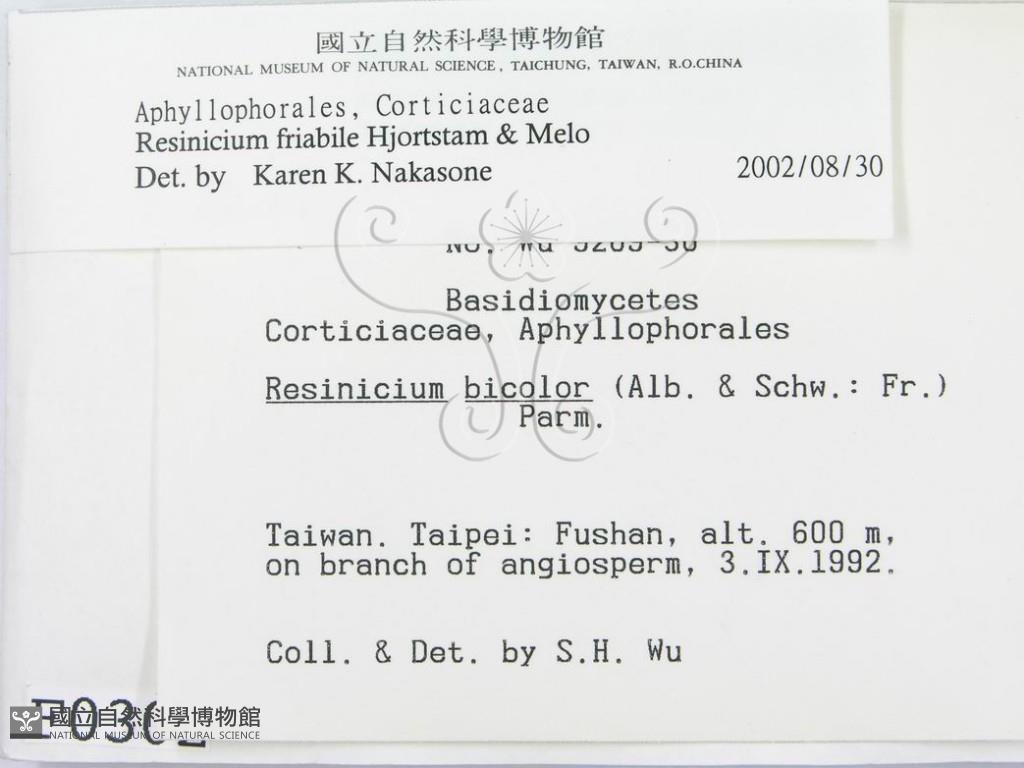 國立自然科學博物館
NATIONAL MUSEUM OF NATURAL SCIENCE, TAICHUNG, TAIWAN, R.O.CHINA
Aphyllophorales, Corticiaceae
Resinicium friabile Hjortstam & Melo
Det. by Karen K. Nakasone 2002/08/30
No. Wu
Basidiomycetes
Corticiaceae, Aphyllophorales
Resinicium bicolor (Alb. & Schw.: Fr.)
Parm.
Taiwan. Taipei: Fushan, alt. 600 m,
on branch of angiosperm, 3.IX.1992.
Coll. & Det. by S.H. Wu
國立自然科學博物館
NATIONAL MUSEUM OF NATURAL SCIENCE